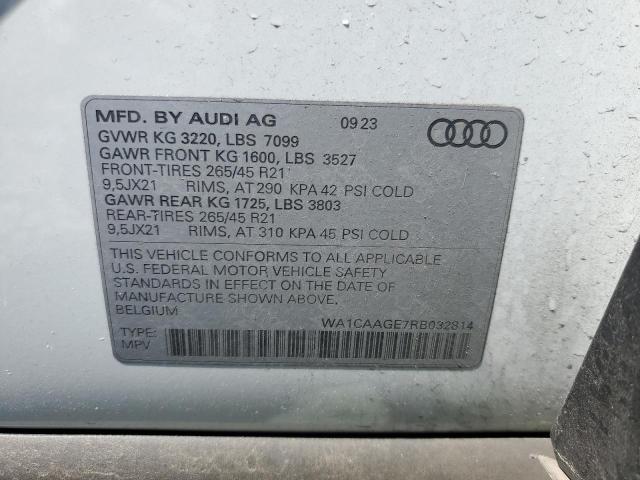 MFD. BY AUDI AG 09 23
GVWR KG 3220, LBS 7099
GAWR FRONT KG 1600, LBS 3527
FRONT-TIRES 265/45 R21
9,5JX21 RIMS, AT 290 KPA 42 PSI COLD
GAWR REAR KG 1725, LBS 3803
REAR-TIRES 265/45 R21
9,5JX21 RIMS, AT 310 KPA 45 PSI COLD
THIS VEHICLE CONFORMS TO ALL APPLICABLE
U.S. FEDERAL MOTOR VEHICLE SAFETY
STANDARDS IN EFFECT ON THE DATE OF
MANUFACTURE SHOWN ABOVE.
BELGIUM
WA1CAAGE7RB032814
TYPE:
MPV